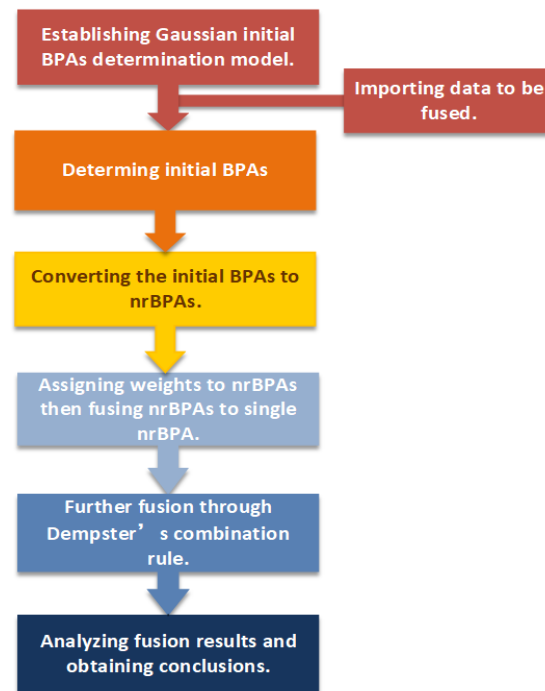 Establishing Gaussian initial
BPAs determination model.
Importing data to be
fused.
Determing initial BPAs
Converting the initial BPAs to
nrBPAs.
Assigning weights to nrBPAs
then fusing nrBPAs to single
nrBPA.
Further fusion through
Dempster’s combination
rule.
Analyzing fusion results and
obtaining conclusions.